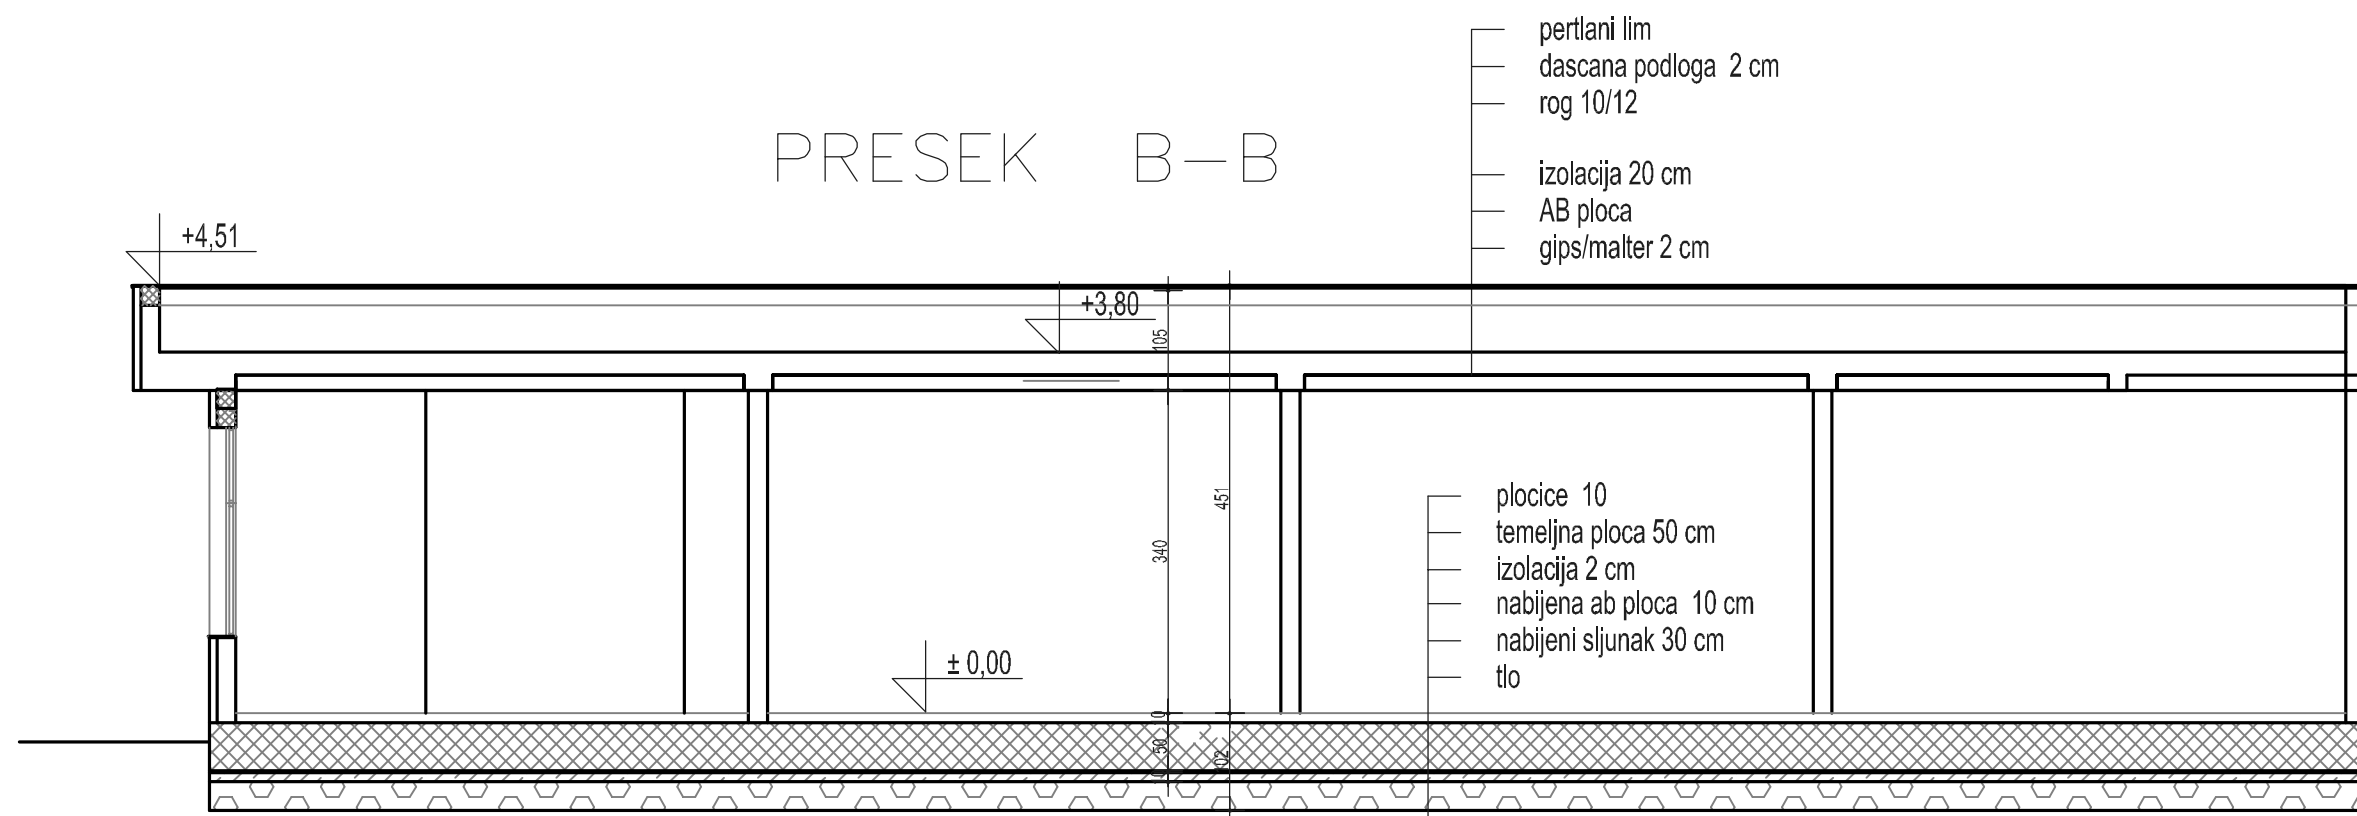 pertlani lim
dascana podloga 2 cm
rog 10/12
PRESEK B-B
izolacija 20 cm
AB ploca
gips/malter 2 cm
+4,51
+3,80
105
451
340
plocice 10
temeljna ploca 50 cm
izolacija 2 cm
nabijena ab ploca 10 cm
nabijeni sljunak 30 cm
tlo
± 0,00
10
50